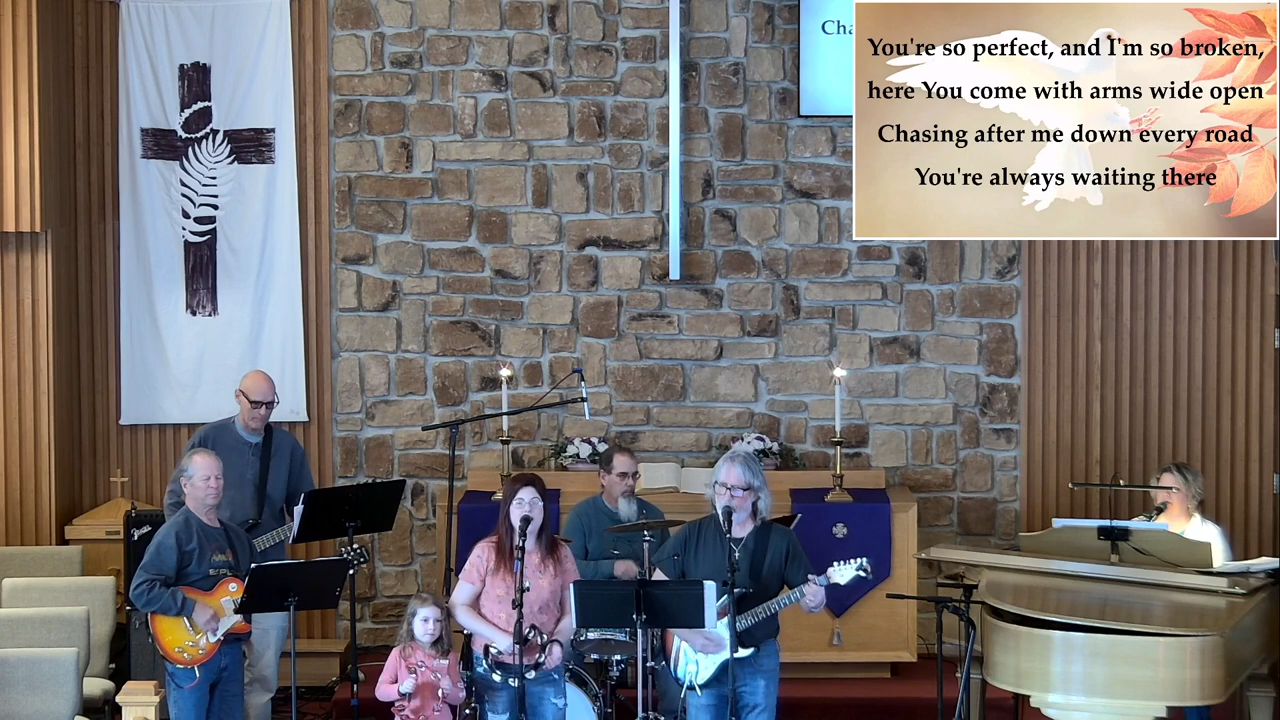 Cha
You're so perfect, and I'm so broken,
here You come with arms wide open
Chasing after me down every road
You're always waiting there